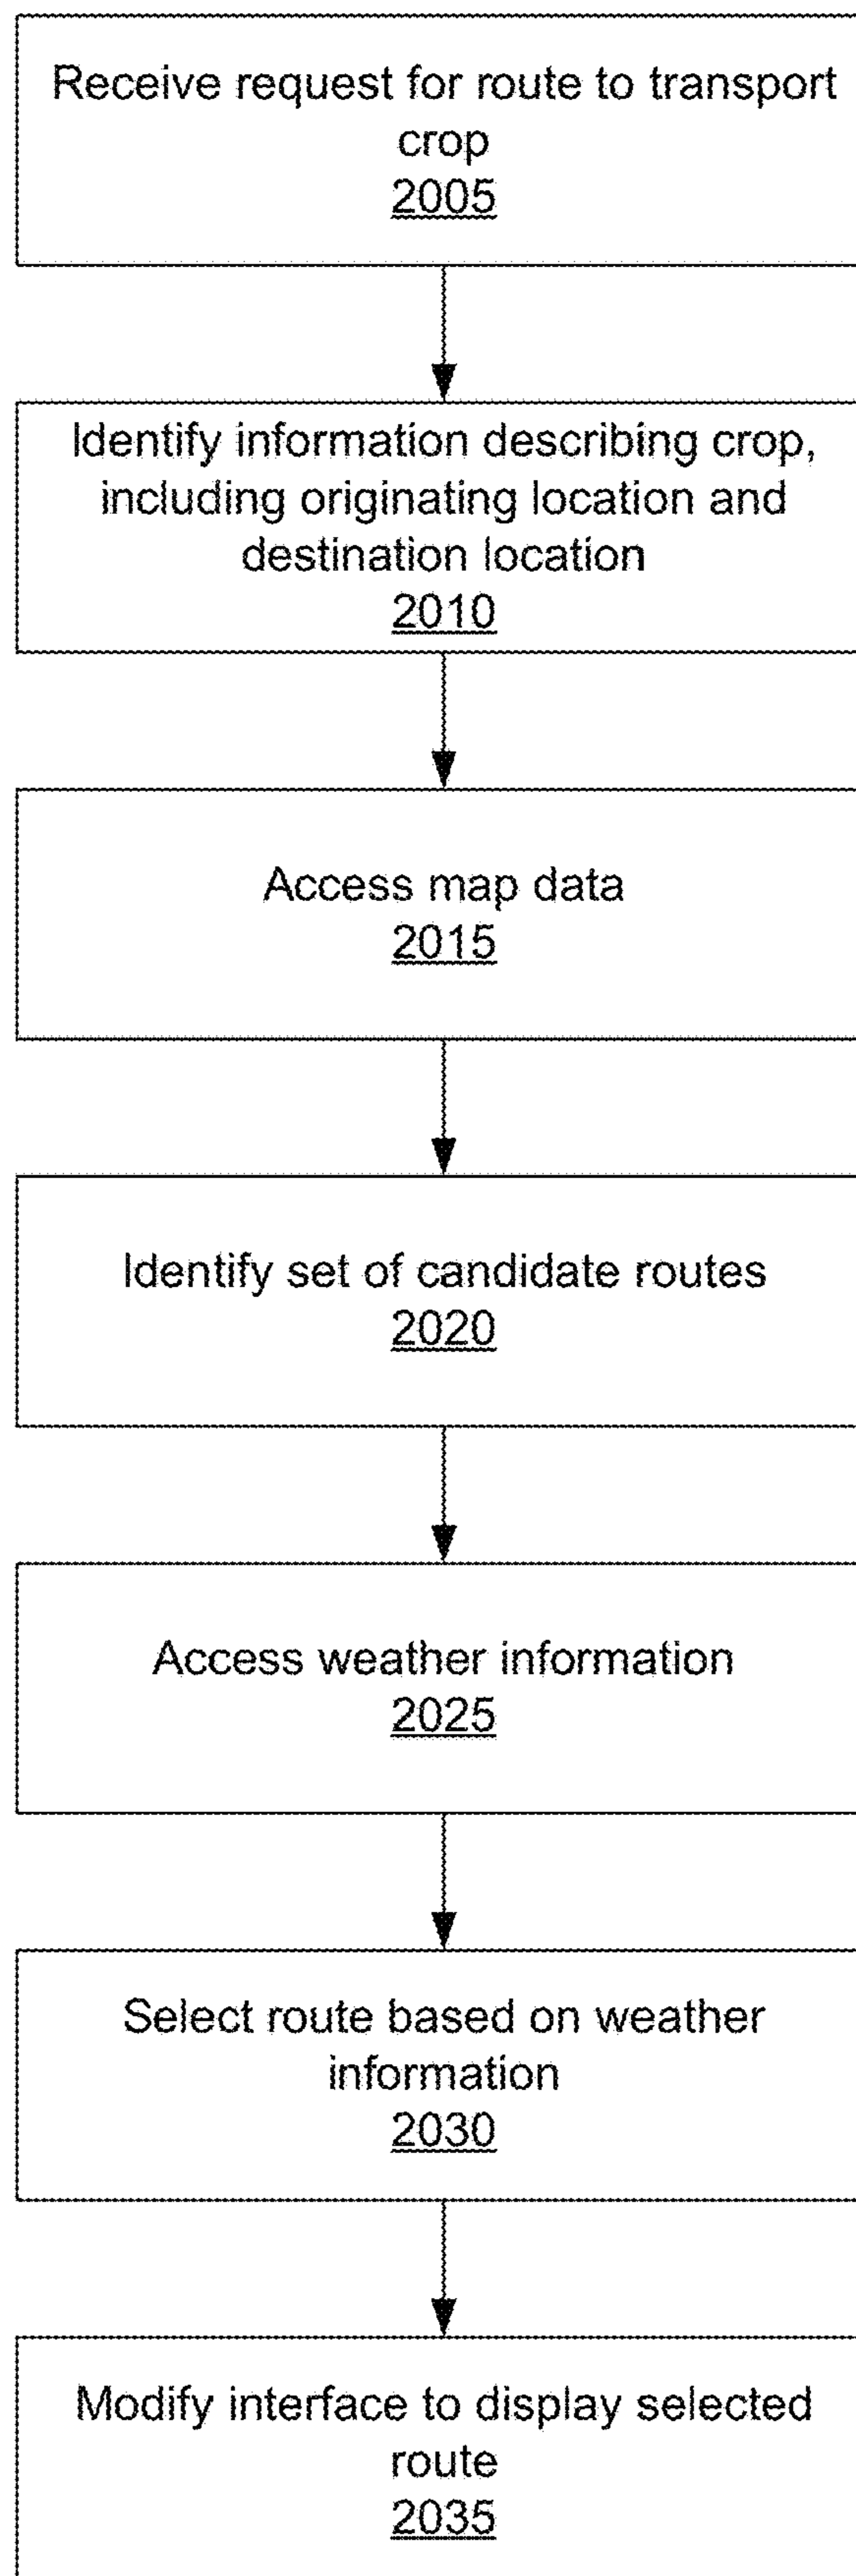 Receive request for route to transport
crop
2005
Identify information describing crop,
including originating location and
destination location
2010
Access map data
2015
Identify set of candidate routes
2020
Access weather information
2025
Select route based on weather
information
2030
Modify interface to display selected
route
2035